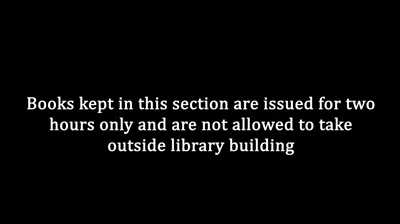 Books kept in this section are issued for two
hours only and are not allowed to take
outside library building